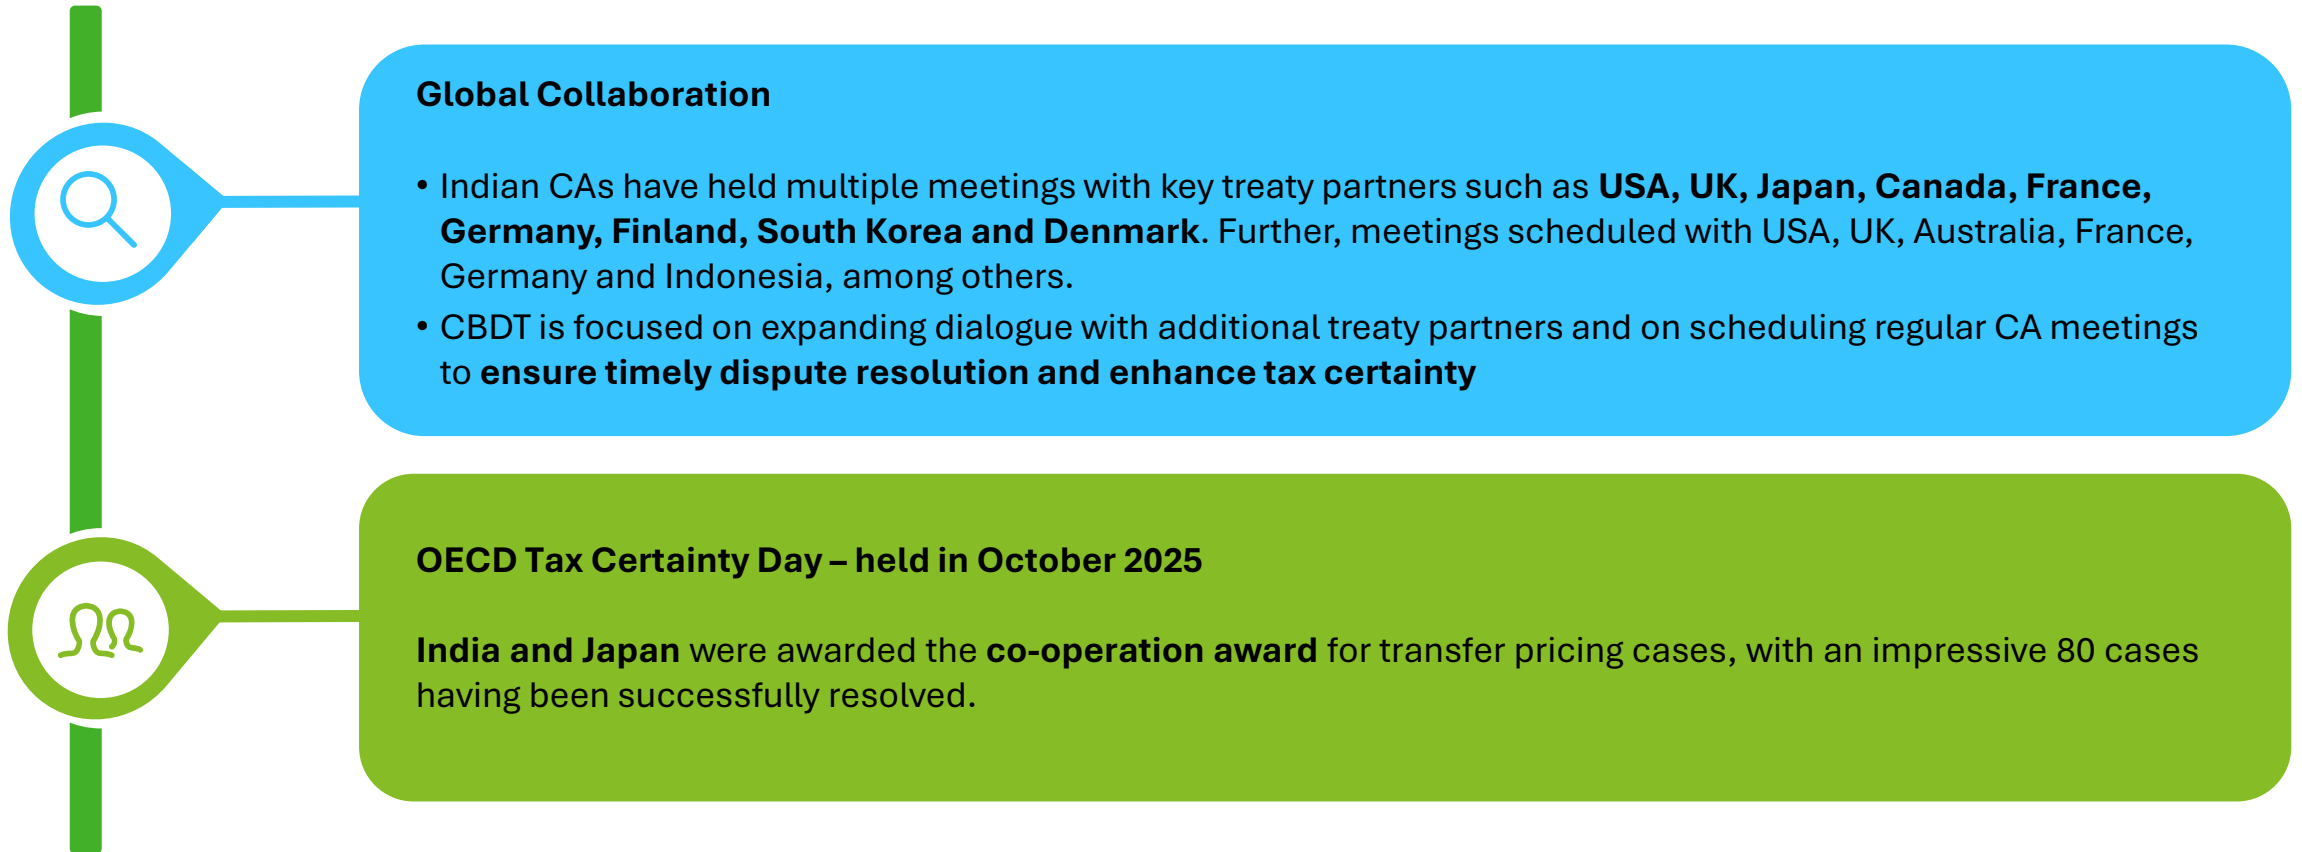 Global Collaboration
• Indian CAs have held multiple meetings with key treaty partners such as USA, UK, Japan, Canada, France,
Germany, Finland, South Korea and Denmark. Further, meetings scheduled with USA, UK, Australia, France,
Germany and Indonesia, among others.
• CBDT is focused on expanding dialogue with additional treaty partners and on scheduling regular CA meetings
to ensure timely dispute resolution and enhance tax certainty
OECD Tax Certainty Day – held in October 2025
India and Japan were awarded the co-operation award for transfer pricing cases, with an impressive 80 cases
having been successfully resolved.